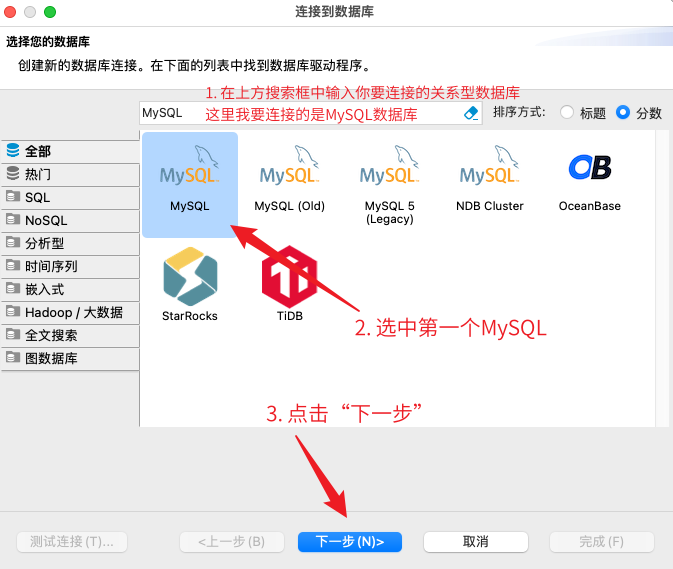 连接到数据库
选择您的数据库
创建新的数据库连接。在下面的列表中找到数据库驱动程序。
1. 在上方搜索框中输入你要连接的关系型数据库
这里我要连接的是MySQL数据库
MySQL
排序方式: 标题 分数
全部
热门
SQL
NoSQL
分析型
时间序列
嵌入式
Hadoop / 大数据
全文搜索
图数据库
MySQL MySQL MySQL MySQL OB
MySQL MySQL (Old) MySQL 5 (Legacy) NDB Cluster OceanBase
StarRocks TiDB
2. 选中第一个MySQL
3. 点击“下一步”
测试连接(T)... <上一步(B) 下一步(N)> 取消 完成(F)